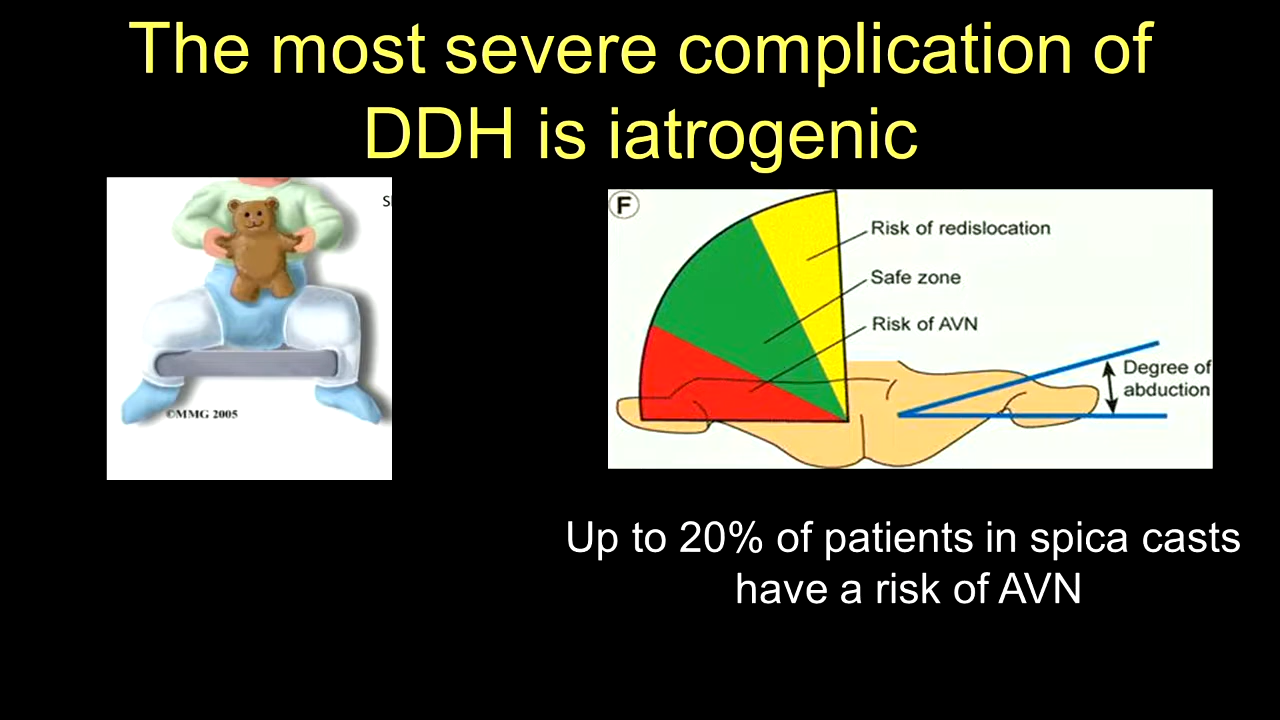 The most severe complication of
DDH is iatrogenic
©MMG 2005
F
Risk of redislocation
Safe zone
Risk of AVN
Degree of
abduction
Up to 20% of patients in spica casts
have a risk of AVN